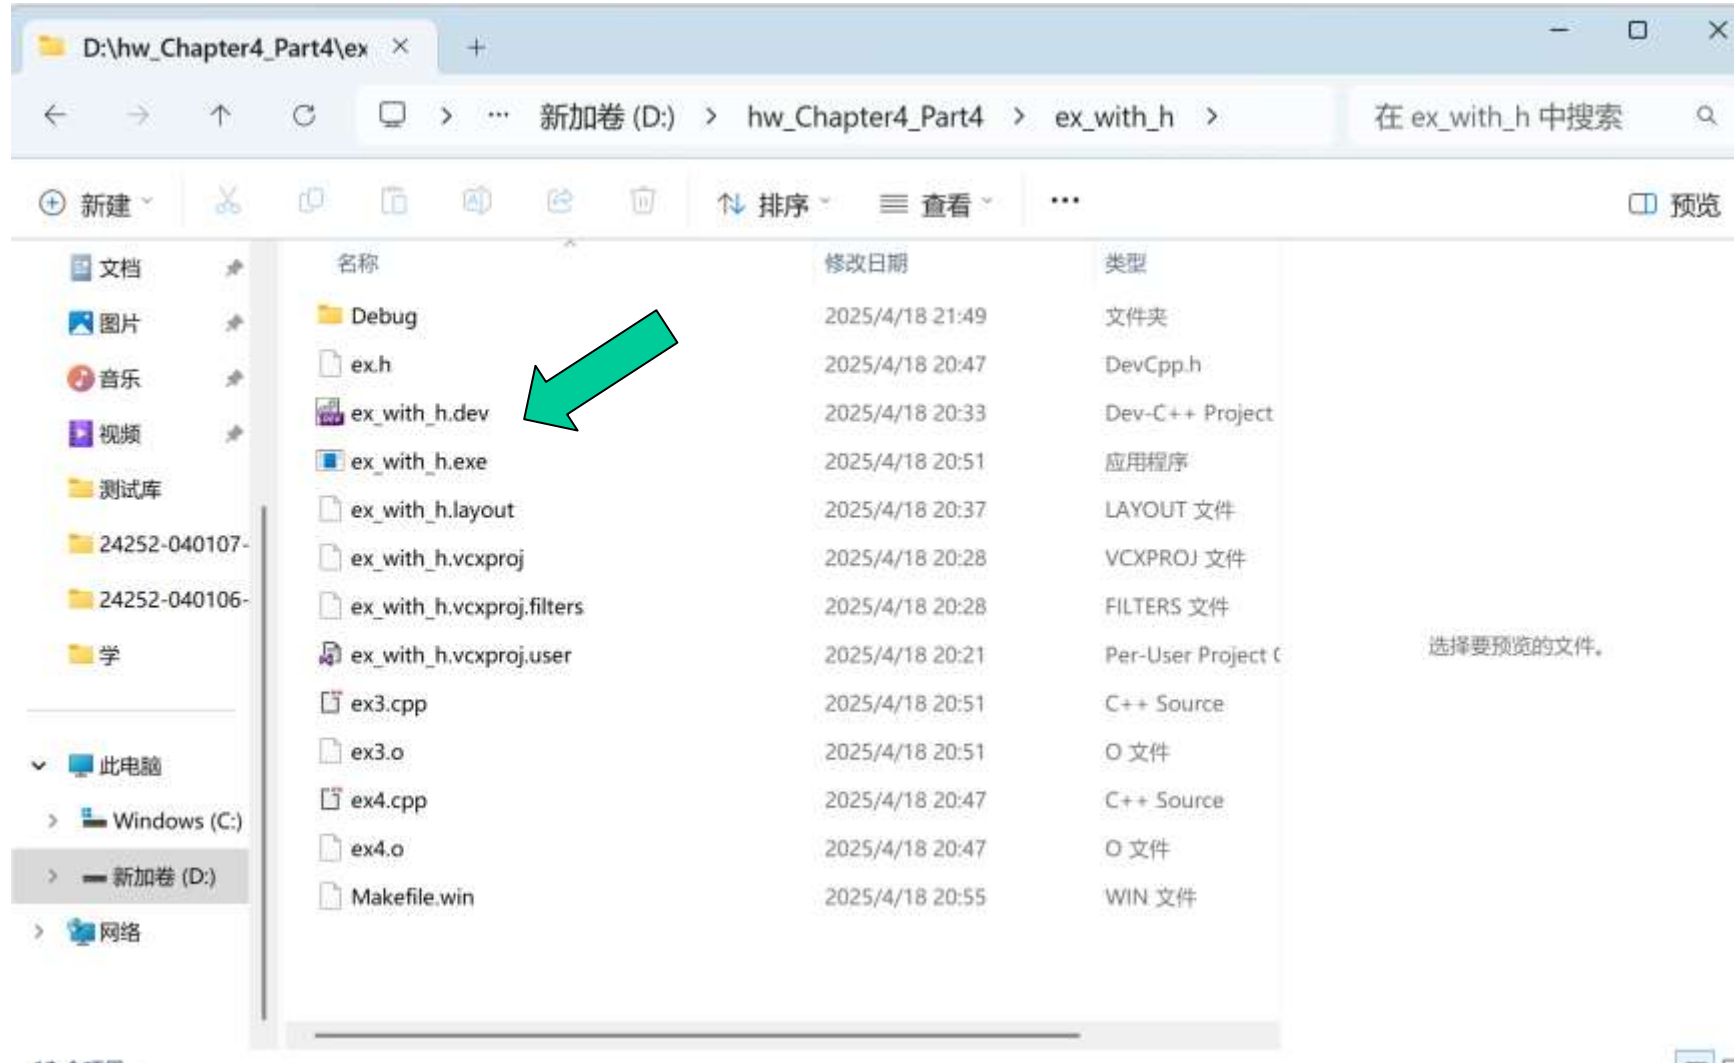 D:\hw_Chapter4_Part4\ex
… 新加卷 (D:) > hw_Chapter4_Part4 > ex_with_h >
在 ex_with_h 中搜索
新建
排序
查看
预览
文档
图片
音乐
视频
测试库
24252-040107-
24252-040106-
学
此电脑
Windows (C:)
新加卷 (D:)
网络
名称 修改日期 类型
Debug 2025/4/18 21:49 文件夹
ex.h 2025/4/18 20:47 DevCpp.h
ex_with_h.dev 2025/4/18 20:33 Dev-C++ Project
ex_with_h.exe 2025/4/18 20:51 应用程序
ex_with_h.layout 2025/4/18 20:37 LAYOUT 文件
ex_with_h.vcxproj 2025/4/18 20:28 VCXPROJ 文件
ex_with_h.vcxproj.filters 2025/4/18 20:28 FILTERS 文件
ex_with_h.vcxproj.user 2025/4/18 20:21 Per-User Project
ex3.cpp 2025/4/18 20:51 C++ Source
ex3.o 2025/4/18 20:51 O 文件
ex4.cpp 2025/4/18 20:47 C++ Source
ex4.o 2025/4/18 20:47 O 文件
Makefile.win 2025/4/18 20:55 WIN 文件
选择要预览的文件。